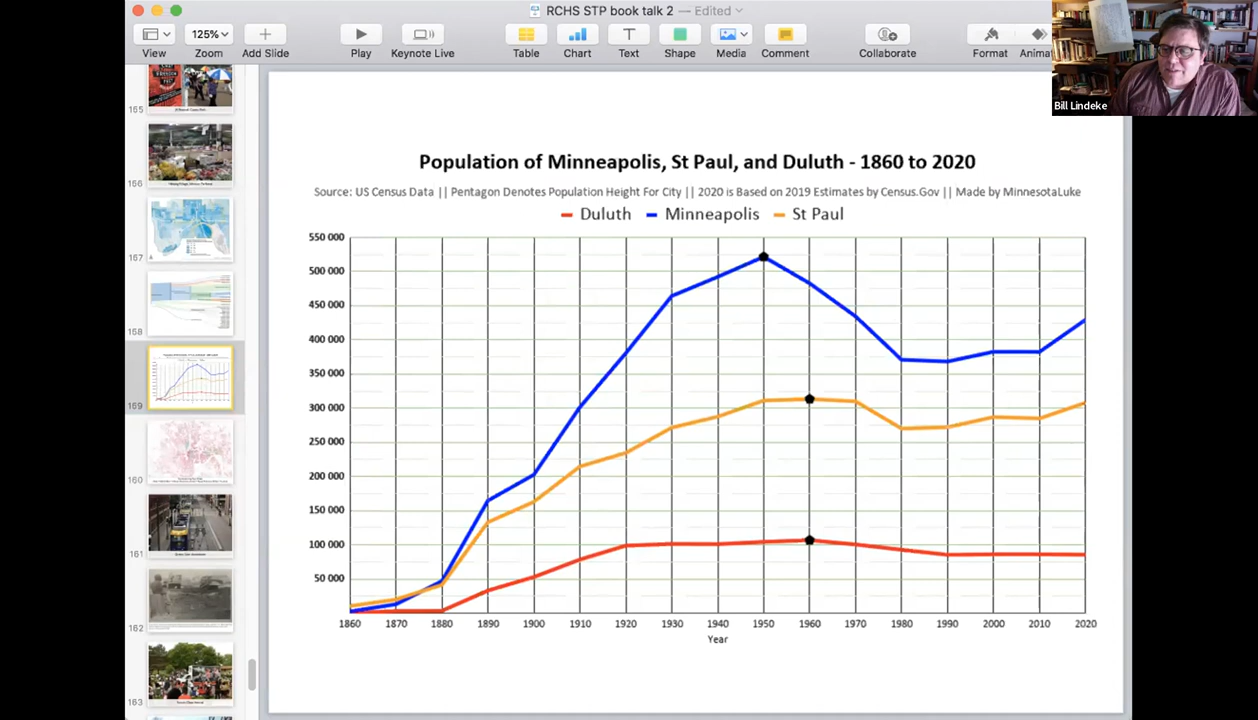 RCHS STP book talk 2 — Edited
125%
View
Zoom
Add Slide
Play
Keynote Live
Table
Chart
Text
Shape
Media
Comment
Collaborate
Format
Animat
Bill Lindeke
155
156
157
158
159
160
161
162
163
Population of Minneapolis, St Paul, and Duluth - 1860 to 2020
Source: US Census Data || Pentagon Denotes Population Height For City || 2020 is Based on 2019 Estimates by Census.Gov || Made by MinnesotaLuke
Duluth Minneapolis St Paul
550 000
500 000
450 000
400 000
350 000
300 000
250 000
200 000
150 000
100 000
50 000
1860 1870 1880 1890 1900 1910 1920 1930 1940 1950 1960 1970 1980 1990 2000 2010 2020
Year